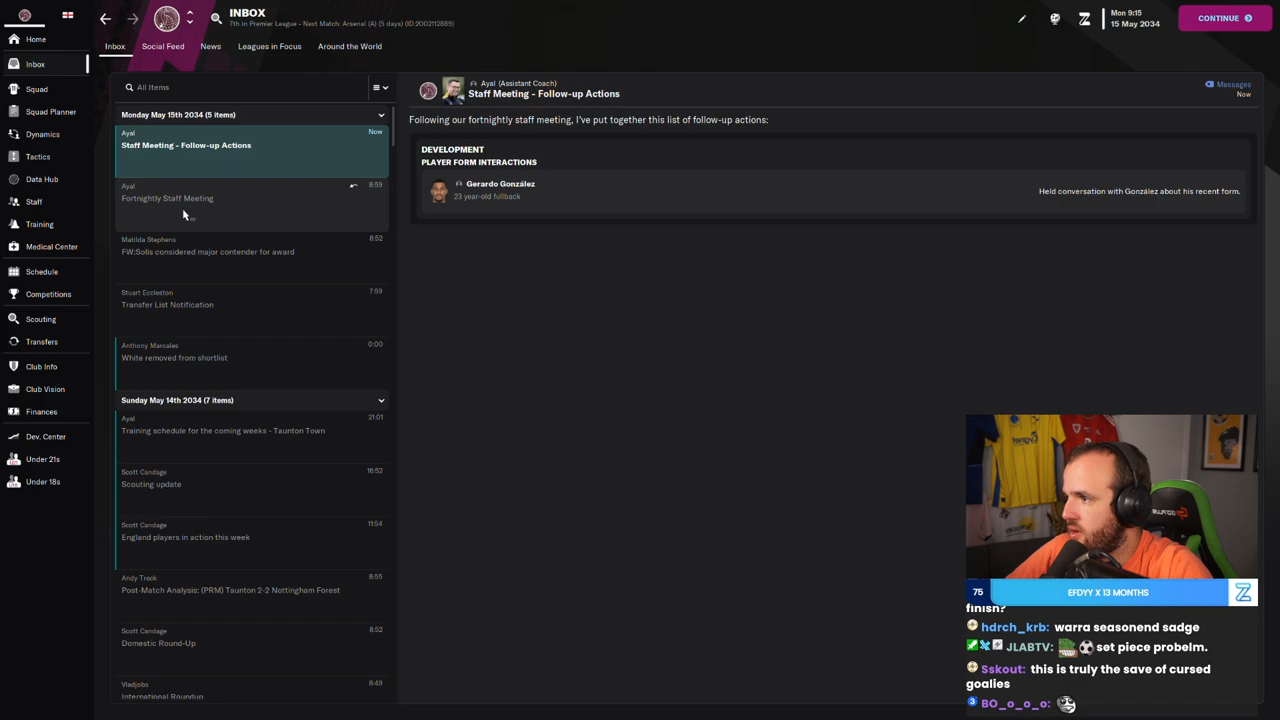 INBOX
7th in Premier League - Next Match: Arsenal (A) (5 days) (ID:2002112889)
Mon 9:15
15 May 2034
CONTINUE
Inbox
Social Feed
News
Leagues in Focus
Around the World
Home
Inbox
Squad
Squad Planner
Dynamics
Tactics
Data Hub
Staff
Training
Medical Center
Schedule
Competitions
Scouting
Transfers
Club Info
Club Vision
Finances
Dev. Center
Under 21s
Under 18s
All Items
Monday May 15th 2034 (5 items)
Ayal
Now
Staff Meeting - Follow-up Actions
Ayal
8:59
Fortnightly Staff Meeting
Matilda Stephens
8:52
FW:Solis considered major contender for award
Stuart Eccleston
7:59
Transfer List Notification
Anthony Maroales
0:00
White removed from shortlist
Sunday May 14th 2034 (7 items)
Ayal
21:01
Training schedule for the coming weeks - Taunton Town
Scott Candage
16:52
Scouting update
Scott Candage
11:54
England players in action this week
Andy Treck
8:55
Post-Match Analysis: (PRM) Taunton 2-2 Nottingham Forest
Scott Candage
8:52
Domestic Round-Up
Vladjobs
8:49
International Roundup
Ayal (Assistant Coach)
Staff Meeting - Follow-up Actions
Messages
Now
Following our fortnightly staff meeting, I've put together this list of follow-up actions:
DEVELOPMENT
PLAYER FORM INTERACTIONS
Gerardo González
23 year-old fullback
Held conversation with González about his recent form.
75
EFDYY X 13 MONTHS
finish?
hdrch_krb: warra seasonend sadge
JLABTV: set piece probelm.
Sskout: this is truly the save of cursed
goalies
BO_o_o_o: